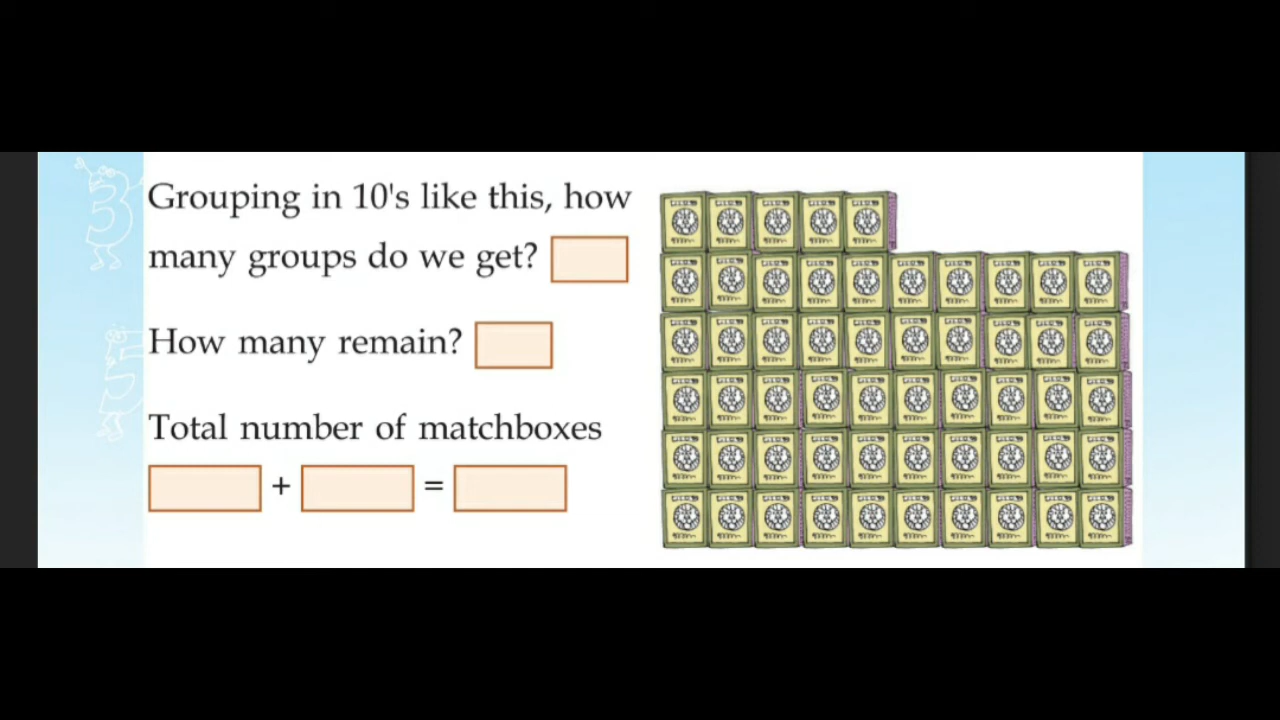 Grouping in 10's like this, how
many groups do we get?
How many remain?
Total number of matchboxes
+ =